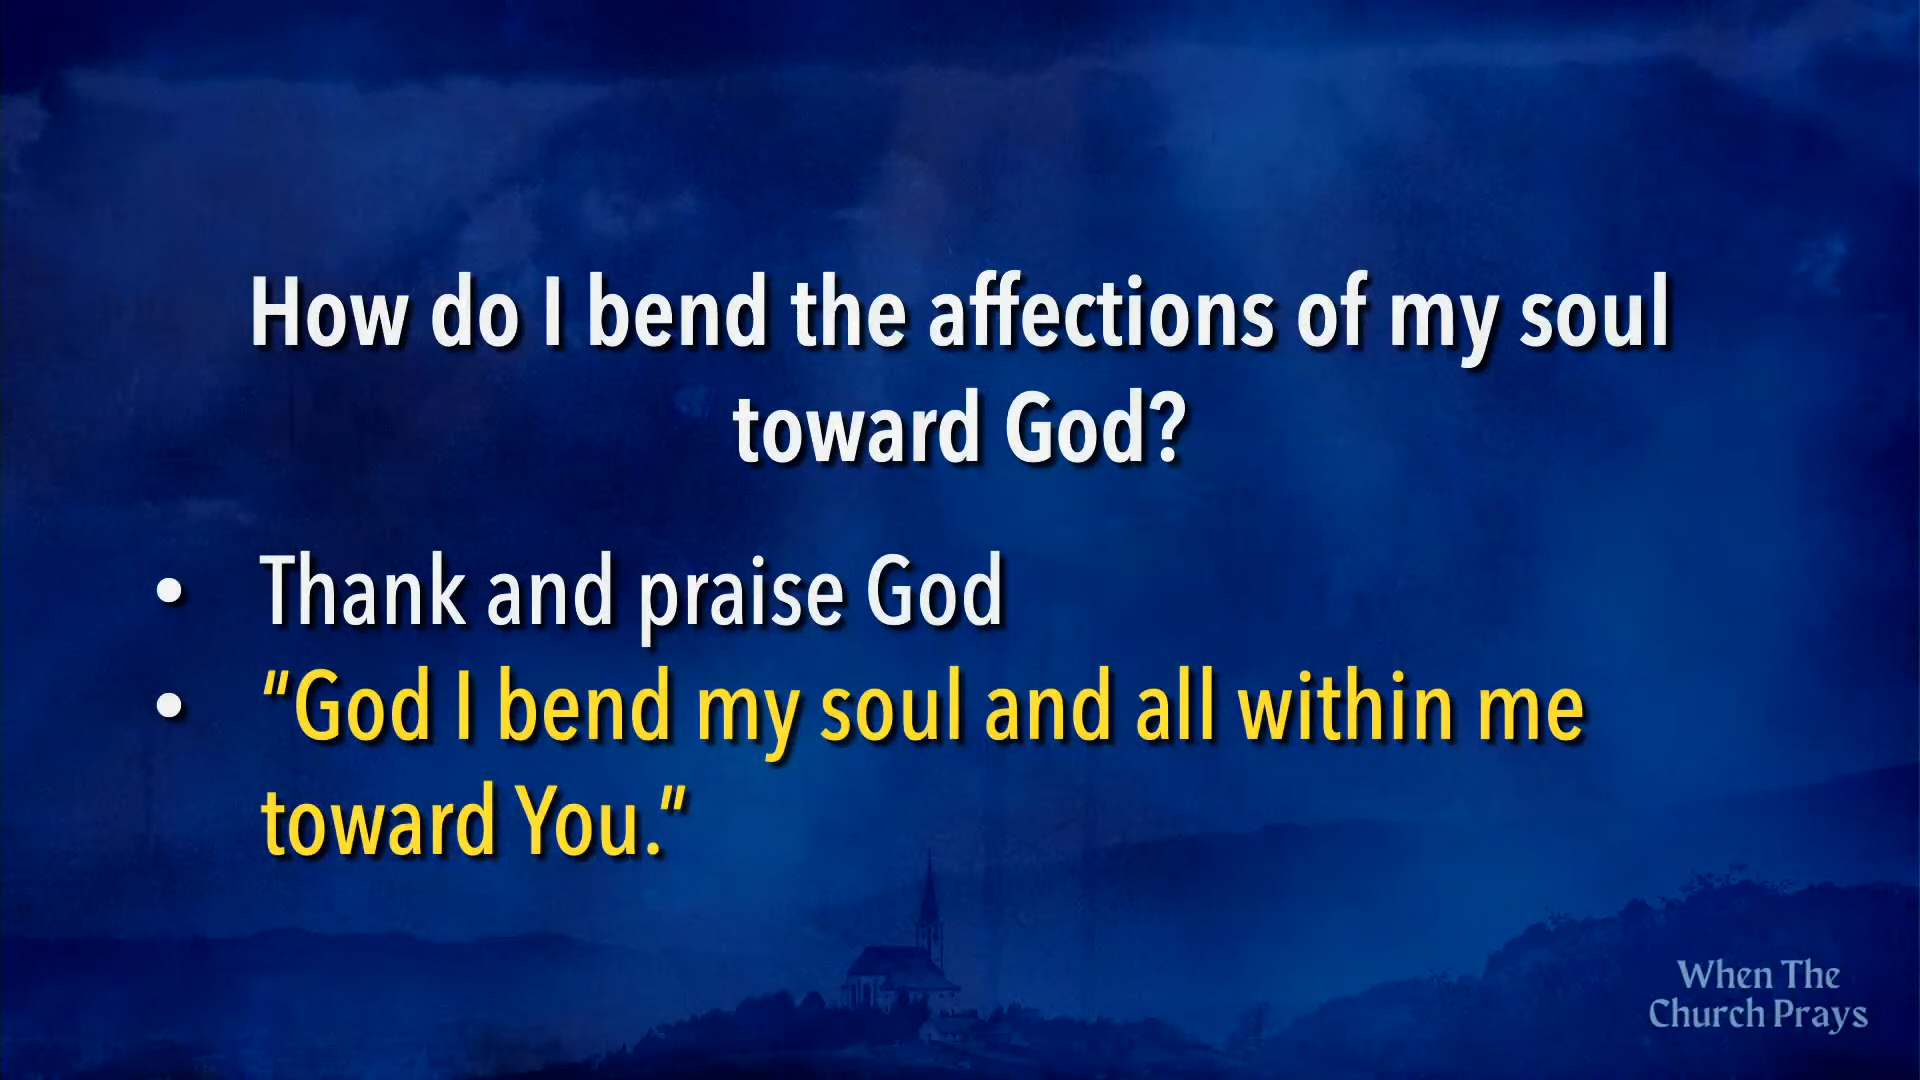 How do I bend the affections of my soul
toward God?
• Thank and praise God
• “God I bend my soul and all within me
toward You.”
When The
Church Prays